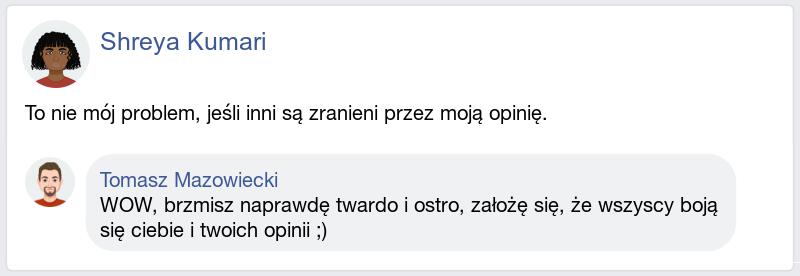 Shreya Kumari
To nie mój problem, jeśli inni są zranieni przez moją opinię.
Tomasz Mazowiecki
WOW, brzmisz naprawdę twardo i ostro, założę się, że wszyscy boją
się ciebie i twoich opinii ;)